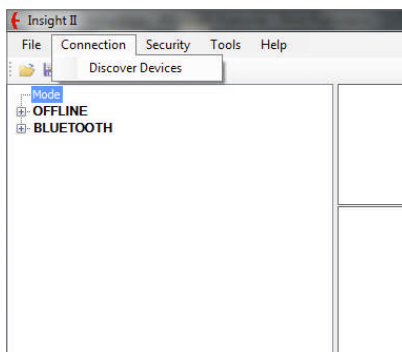 Insight II
File Connection Security Tools Help
Discover Devices
Mode
OFFLINE
BLUETOOTH